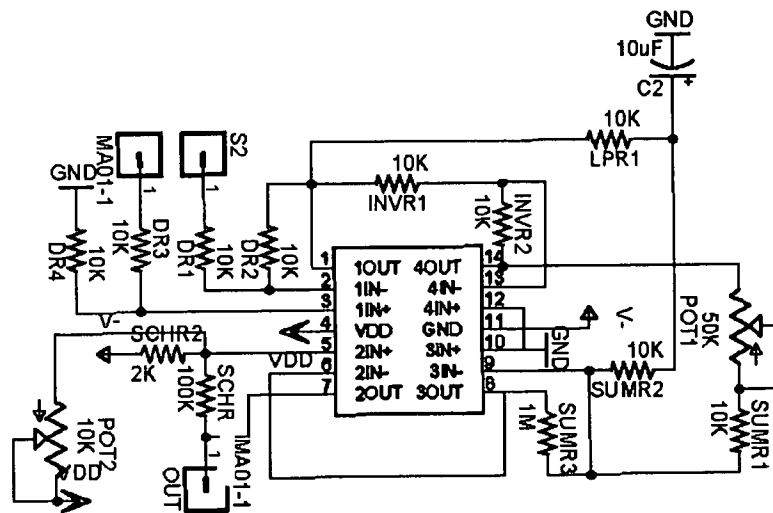 GND
10uF
C2
+
10K
LPR1
S2
1
MA01-1
1
GND
10K
INVR1
INVR2
10K
DR4
10K
DR3
10K
DR1
10K
DR2
10K
1 1OUT 4OUT 14
2 1IN- 4IN- 13
3 1IN+ 4IN+ 12
4 VDD GND 11
5 2IN+ 3IN+ 10
6 2IN- 3IN- 9
7 2OUT 3OUT 8
V-
GND
V-
SCHR2
2K
VDD
SCHR
100K
POT2
10K
VDD
1
MA01-1
OUT
50K
POT1
10K
SUMR2
SUMR3
1M
SUMR1
10K